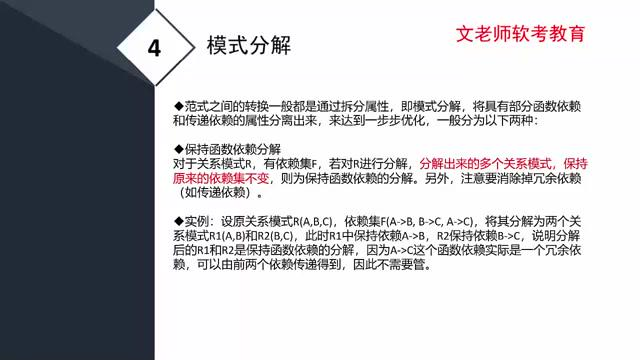 4
模式分解
文老师软考教育
◆范式之间的转换一般都是通过拆分属性，即模式分解，将具有部分函数依赖
和传递依赖的属性分离出来，来达到一步步优化，一般分为以下两种：
◆保持函数依赖分解
对于关系模式R，有依赖集F，若对R进行分解，分解出来的多个关系模式，保持
原来的依赖集不变，则为保持函数依赖的分解。另外，注意要消除掉冗余依赖
（如传递依赖）。
◆实例：设原关系模式R(A,B,C)，依赖集F(A->B, B->C, A->C)，将其分解为两个关
系模式R1(A,B)和R2(B,C)，此时R1中保持依赖A->B，R2保持依赖B->C，说明分解
后的R1和R2是保持函数依赖的分解，因为A->C这个函数依赖实际是一个冗余依
赖，可以由前两个依赖传递得到，因此不需要管。